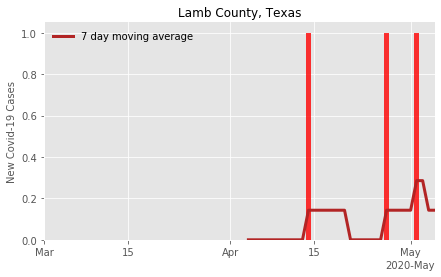 Lamb County, Texas
7 day moving average
New Covid-19 Cases
1.0
0.8
0.6
0.4
0.2
0.0
Mar 15 Apr 15 May
2020-May